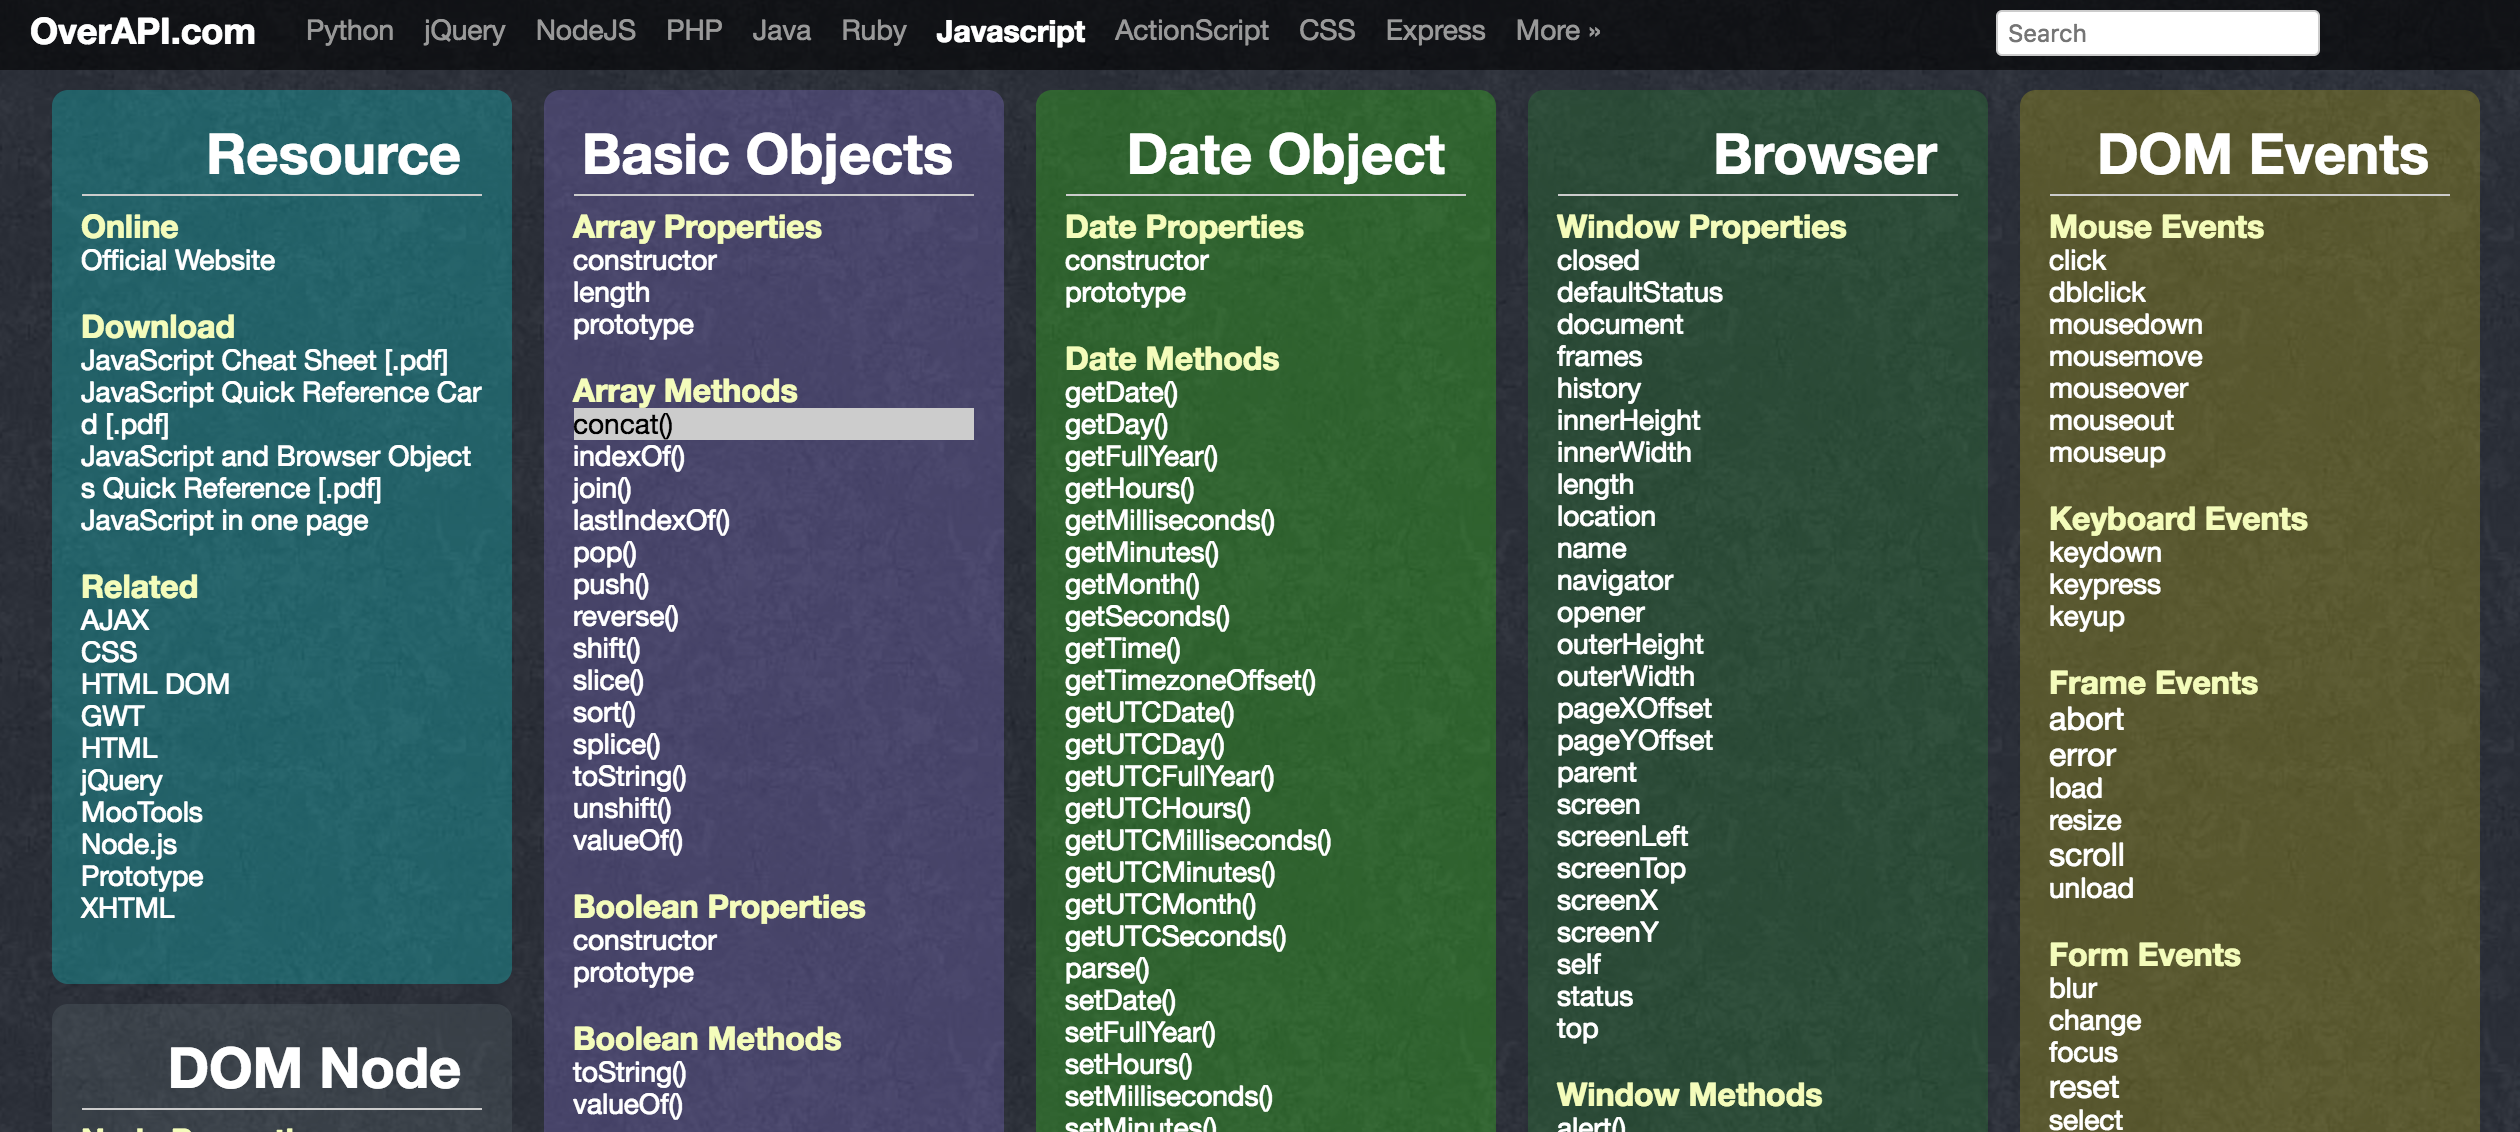 OverAPI.com Python jQuery NodeJS PHP Java Ruby Javascript ActionScript CSS Express More » Search
Resource
Online
Official Website
Download
JavaScript Cheat Sheet [.pdf]
JavaScript Quick Reference Car
d [.pdf]
JavaScript and Browser Object
s Quick Reference [.pdf]
JavaScript in one page
Related
AJAX
CSS
HTML DOM
GWT
HTML
jQuery
MooTools
Node.js
Prototype
XHTML
DOM Node
Basic Objects
Array Properties
constructor
length
prototype
Array Methods
concat()
indexOf()
join()
lastIndexOf()
pop()
push()
reverse()
shift()
slice()
sort()
splice()
toString()
unshift()
valueOf()
Boolean Properties
constructor
prototype
Boolean Methods
toString()
valueOf()
Date Object
Date Properties
constructor
prototype
Date Methods
getDate()
getDay()
getFullYear()
getHours()
getMilliseconds()
getMinutes()
getMonth()
getSeconds()
getTime()
getTimezoneOffset()
getUTCDate()
getUTCDay()
getUTCFullYear()
getUTCHours()
getUTCMilliseconds()
getUTCMinutes()
getUTCMonth()
getUTCSeconds()
parse()
setDate()
setFullYear()
setHours()
setMilliseconds()
setMinutes()
Browser
Window Properties
closed
defaultStatus
document
frames
history
innerHeight
innerWidth
length
location
name
navigator
opener
outerHeight
outerWidth
pageXOffset
pageYOffset
parent
screen
screenLeft
screenTop
screenX
screenY
self
status
top
Window Methods
alert()
DOM Events
Mouse Events
click
dblclick
mousedown
mousemove
mouseover
mouseout
mouseup
Keyboard Events
keydown
keypress
keyup
Frame Events
abort
error
load
resize
scroll
unload
Form Events
blur
change
focus
reset
select